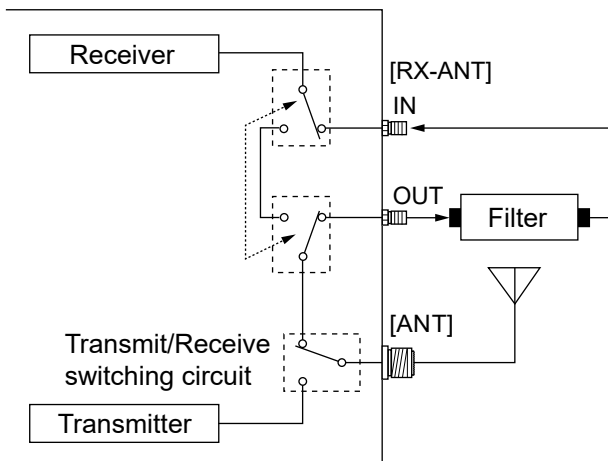 Receiver
[RX-ANT]
IN
OUT
Filter
[ANT]
Transmit/Receive
switching circuit
Transmitter